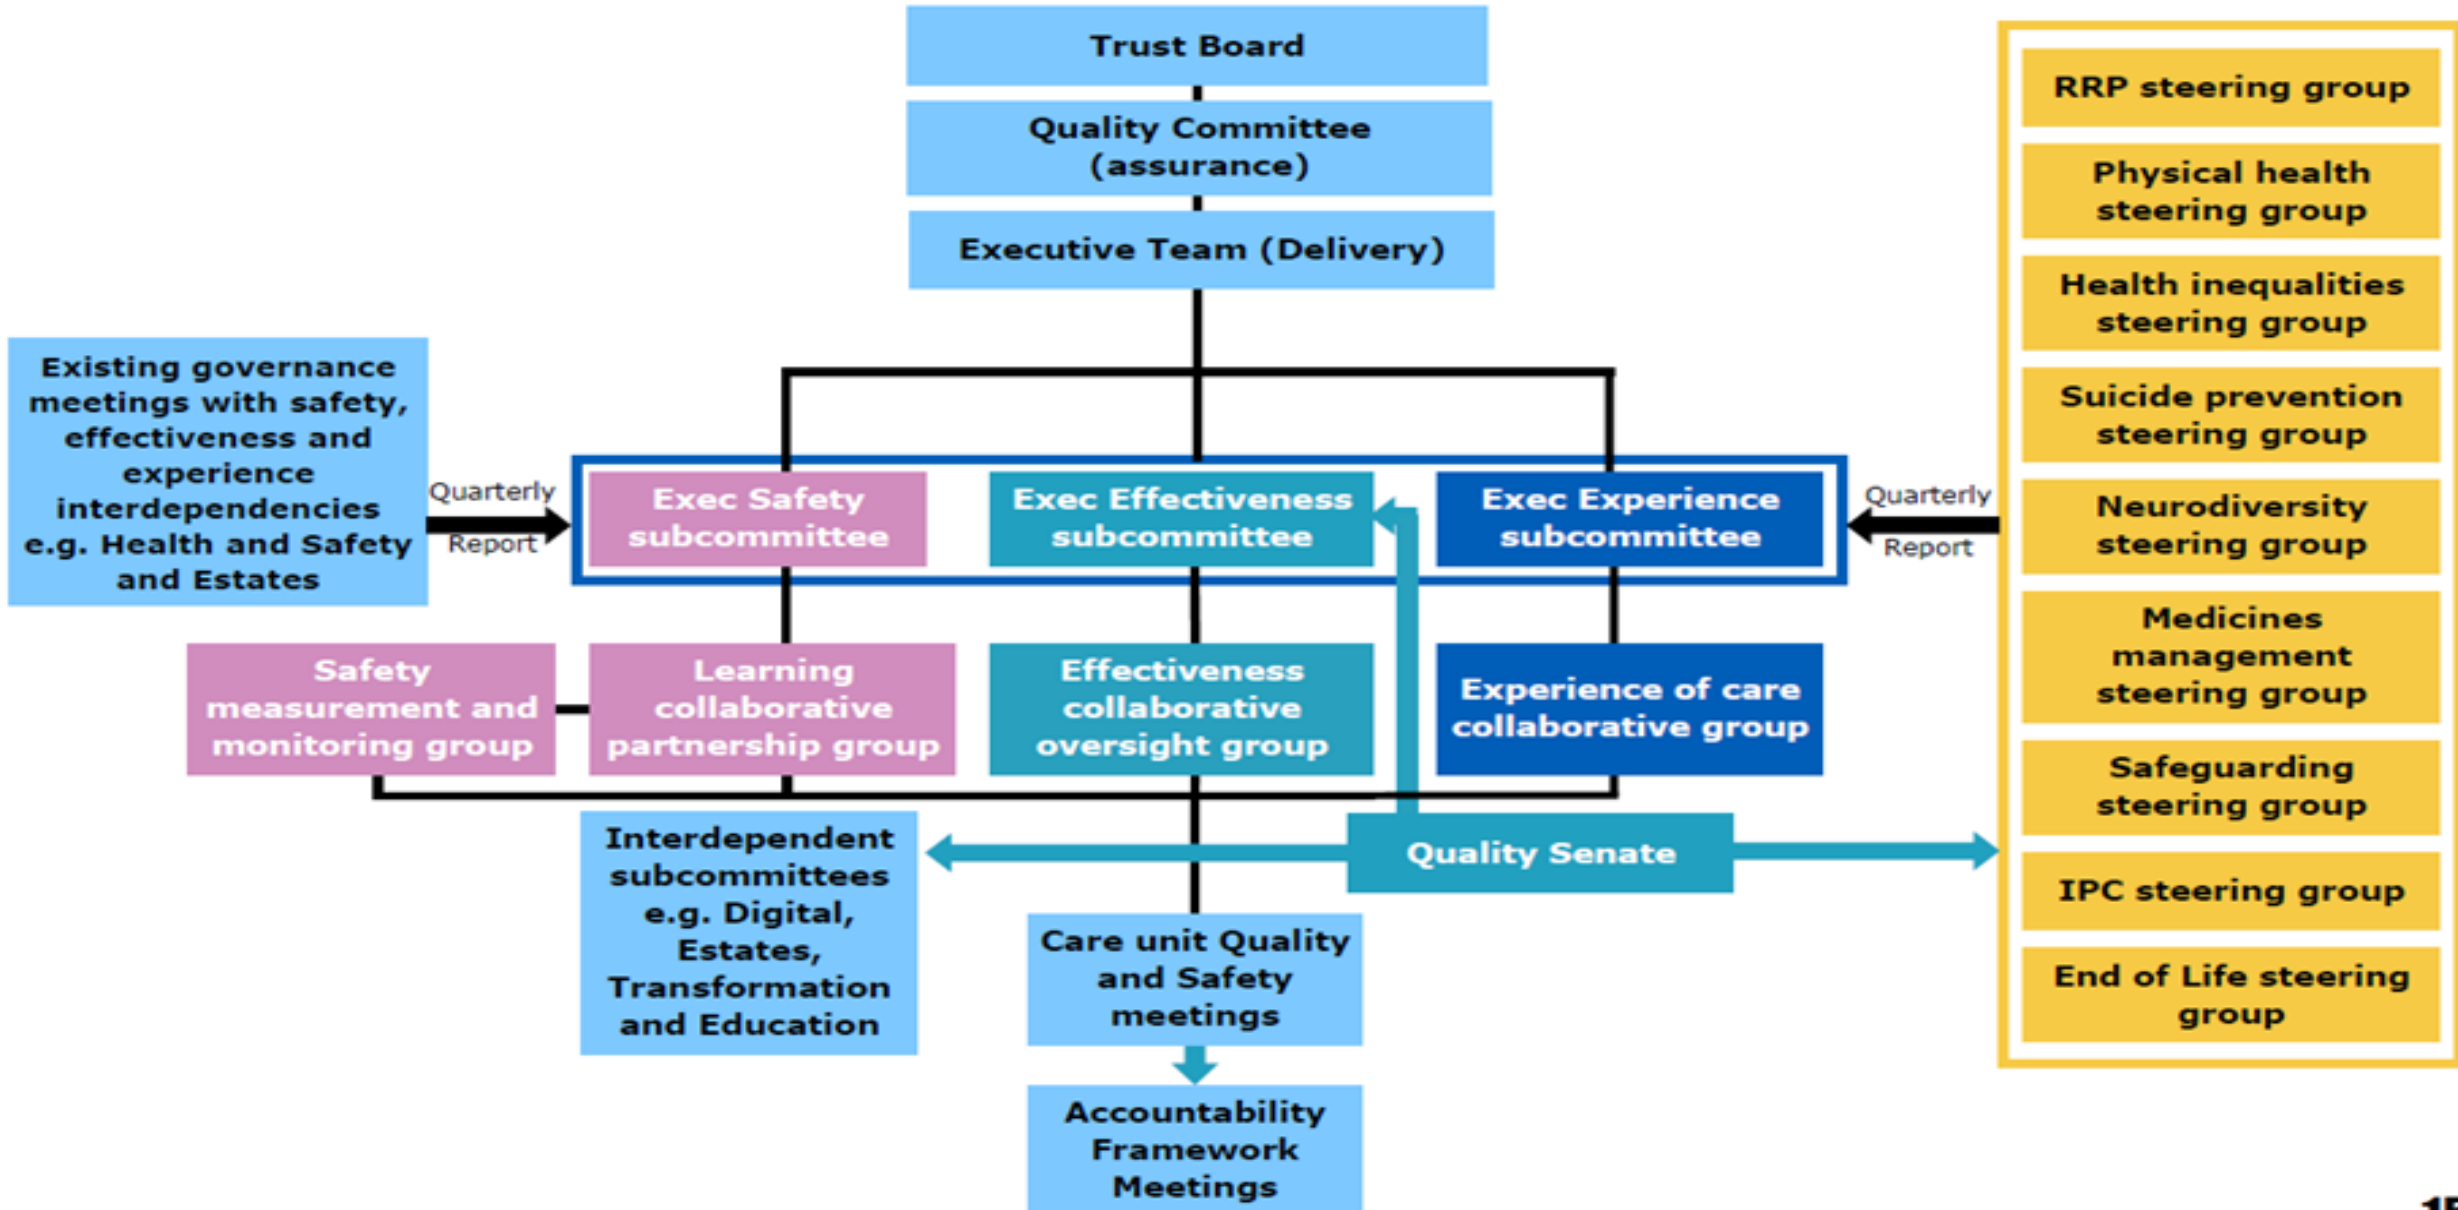 Trust Board
Quality Committee
(assurance)
Executive Team (Delivery)
Existing governance
meetings with safety,
effectiveness and
experience
interdependencies
e.g. Health and Safety
and Estates
Quarterly
Report
Exec Safety
subcommittee
Exec Effectiveness
subcommittee
Exec Experience
subcommittee
Quarterly
Report
Safety
measurement and
monitoring group
Learning
collaborative
partnership group
Effectiveness
collaborative
oversight group
Experience of care
collaborative group
Interdependent
subcommittees
e.g. Digital,
Estates,
Transformation
and Education
Quality Senate
Care unit Quality
and Safety
meetings
Accountability
Framework
Meetings
RRP steering group
Physical health
steering group
Health inequalities
steering group
Suicide prevention
steering group
Neurodiversity
steering group
Medicines
management
steering group
Safeguarding
steering group
IPC steering group
End of Life steering
group